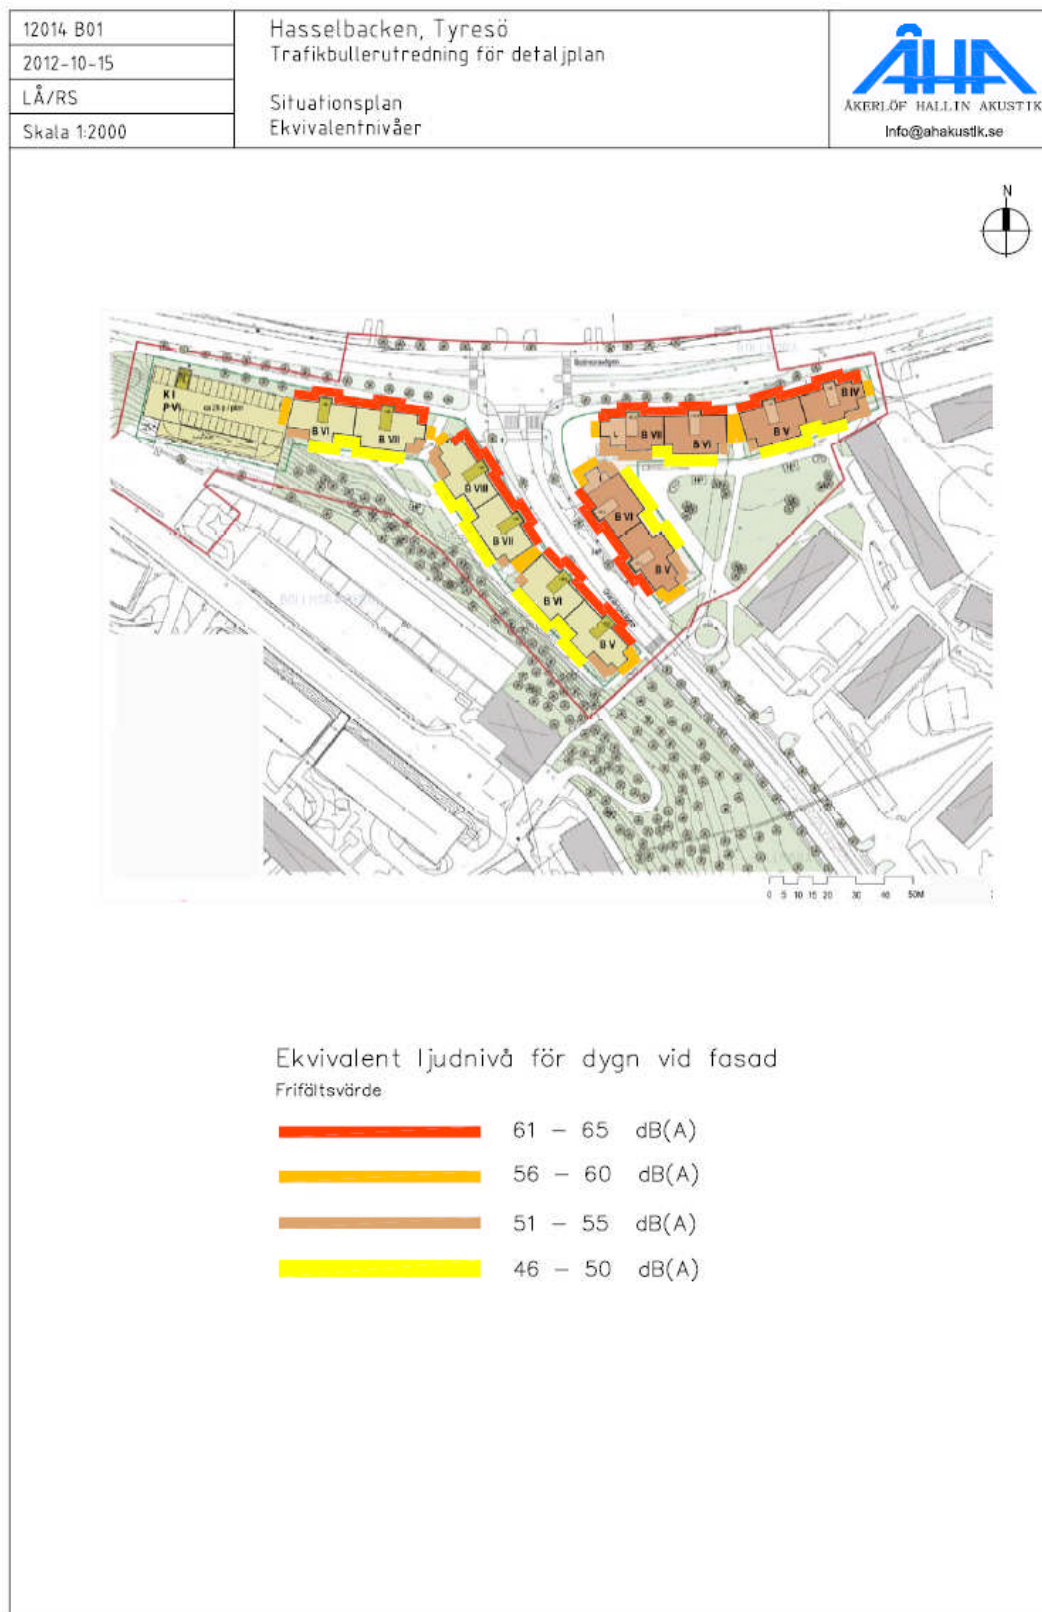 12014 B01
2012-10-15
LÅ/RS
Skala 1:2000
Hasselbacken, Tyresö
Trafikbullerutredning för detaljplan
Situationsplan
Ekvivalentnivåer
ÅHA
ÅKERLÖF HALLIN AKUSTIK
info@ahakustik.se
N
K I
P VI
B VI
B VII
B VIII
B VII
B VI
B V
B VII
B VI
B V
B IV
B VI
B V
HP
HP
HP
0 5 10 15 20 30 40 50M
Ekvivalent ljudnivå för dygn vid fasad
Frifältsvärde
61 – 65 dB(A)
56 – 60 dB(A)
51 – 55 dB(A)
46 – 50 dB(A)